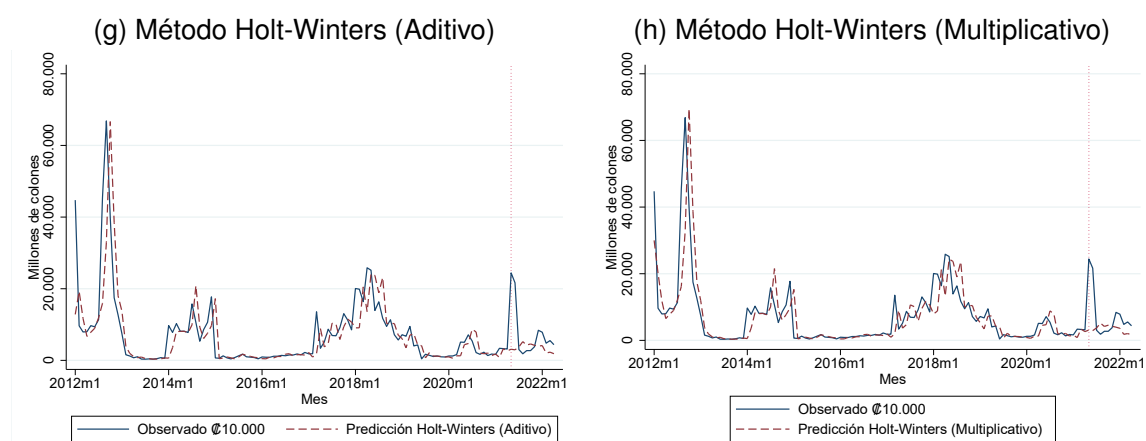 (g) Método Holt-Winters (Aditivo)
Millones de colones
80.000
60.000
40.000
20.000
0
2012m1 2014m1 2016m1 2018m1 2020m1 2022m1
Mes
Observado ₡10.000 Predicción Holt-Winters (Aditivo)
(h) Método Holt-Winters (Multiplicativo)
Millones de colones
80.000
60.000
40.000
20.000
0
2012m1 2014m1 2016m1 2018m1 2020m1 2022m1
Mes
Observado ₡10.000
Predicción Holt-Winters (Multiplicativo)